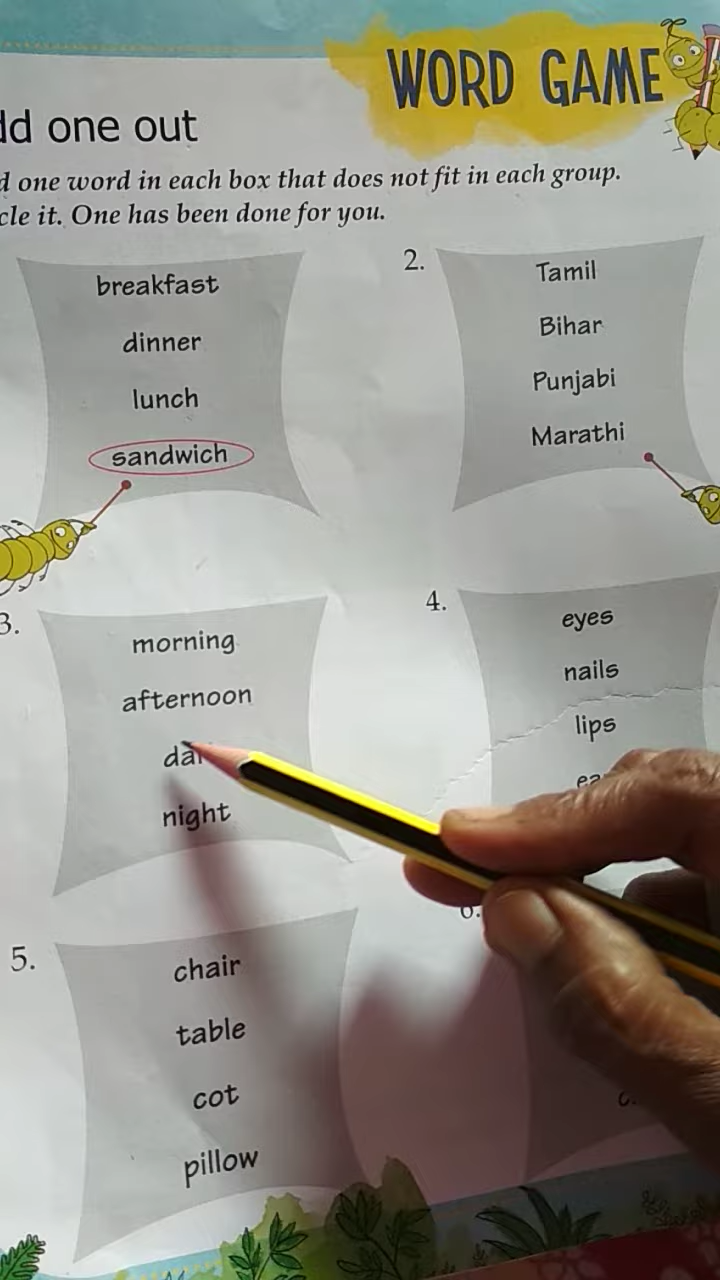 WORD GAME
dd one out
d one word in each box that does not fit in each group.
cle it. One has been done for you.
breakfast
dinner
lunch
sandwich
2.
Tamil
Bihar
Punjabi
Marathi
3.
morning
afternoon
night
4.
eyes
nails
lips
5.
chair
table
cot
pillow